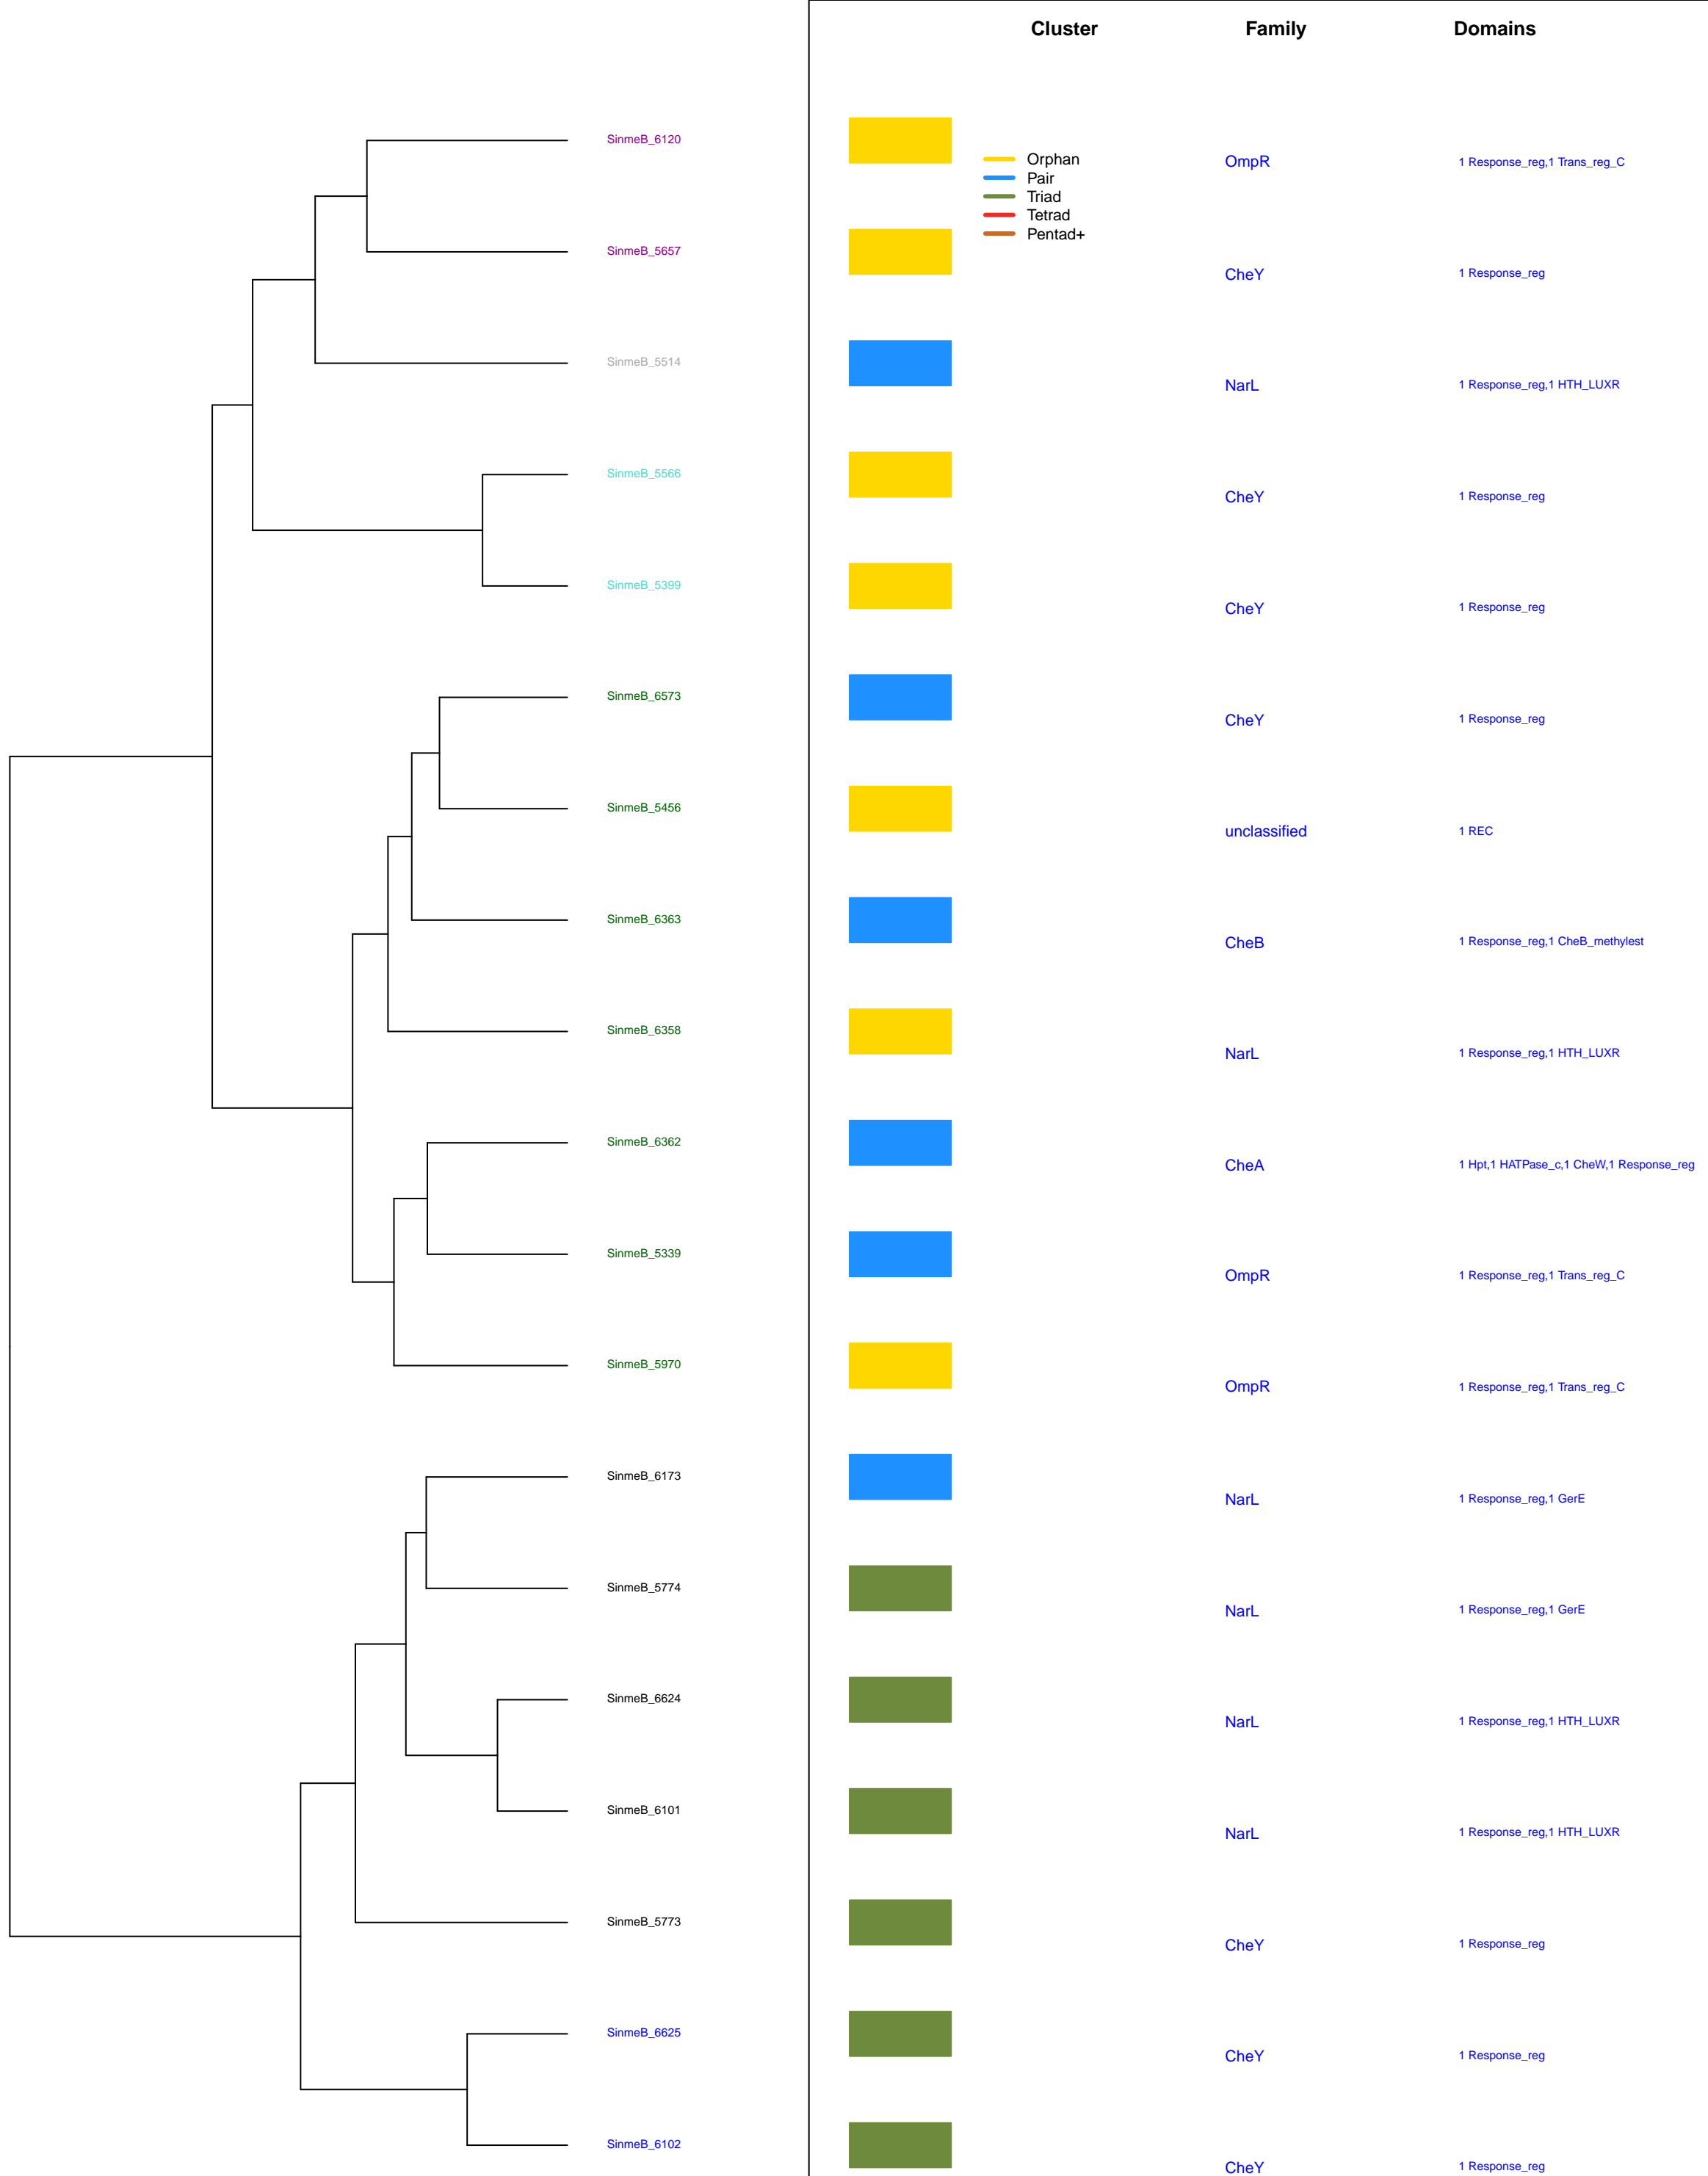 Cluster Family Domains
SinmeB_6120
Orphan
OmpR 1 Response_reg,1 Trans_reg_C
Pair
Triad
Tetrad
Pentad+
SinmeB_5657
CheY 1 Response_reg
SinmeB_5514
NarL 1 Response_reg,1 HTH_LUXR
SinmeB_5566
CheY 1 Response_reg
SinmeB_5399
CheY 1 Response_reg
SinmeB_6573
CheY 1 Response_reg
SinmeB_5456
unclassified 1 REC
SinmeB_6363
CheB 1 Response_reg,1 CheB_methylest
SinmeB_6358
NarL 1 Response_reg,1 HTH_LUXR
SinmeB_6362
CheA 1 Hpt,1 HATPase_c,1 CheW,1 Response_reg
SinmeB_5339
OmpR 1 Response_reg,1 Trans_reg_C
SinmeB_5970
OmpR 1 Response_reg,1 Trans_reg_C
SinmeB_6173
NarL 1 Response_reg,1 GerE
SinmeB_5774
NarL 1 Response_reg,1 GerE
SinmeB_6624
NarL 1 Response_reg,1 HTH_LUXR
SinmeB_6101
NarL 1 Response_reg,1 HTH_LUXR
SinmeB_5773
CheY 1 Response_reg
SinmeB_6625
CheY 1 Response_reg
SinmeB_6102
CheY 1 Response_reg